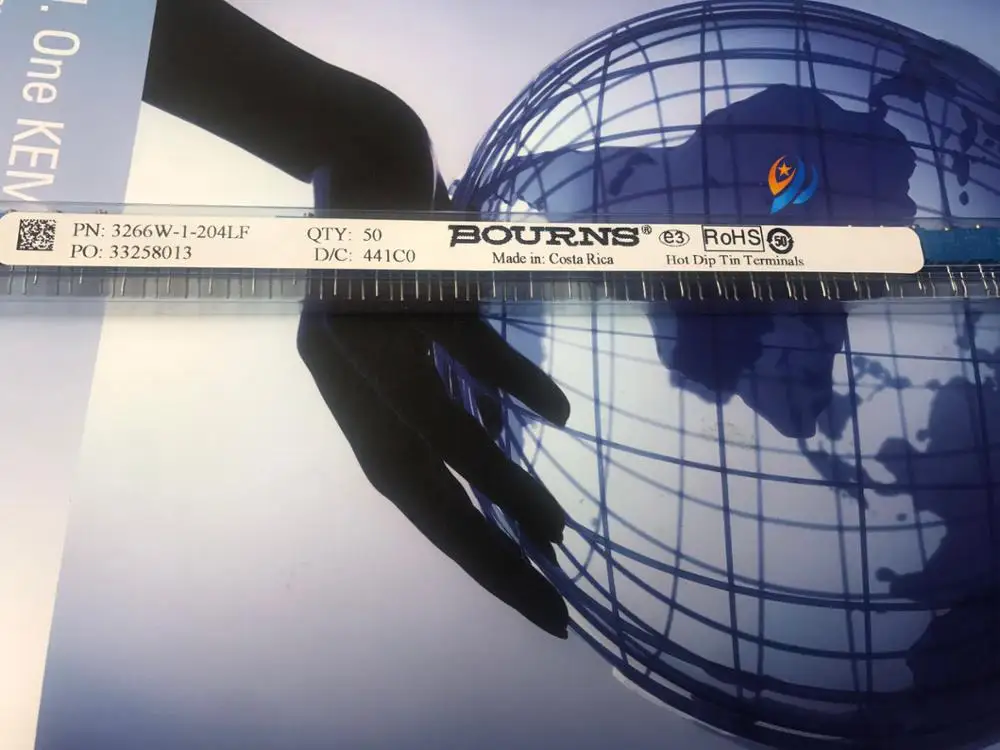 . One KEM
PN: 3266W-1-204LF
PO: 33258013
QTY: 50
D/C: 441C0
BOURNS®
Made in: Costa Rica
e3
RoHS
50
Hot Dip Tin Terminals